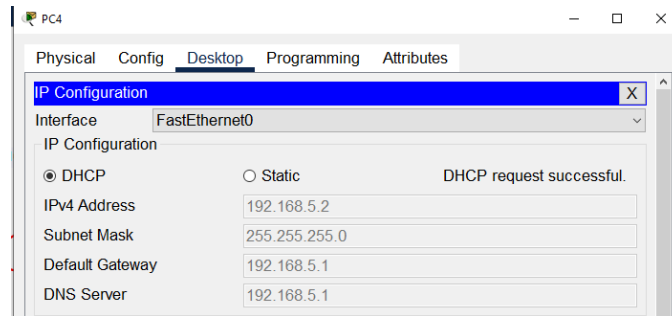 PC4
Physical Config Desktop Programming Attributes
IP Configuration X
Interface FastEthernet0
IP Configuration
DHCP Static DHCP request successful.
IPv4 Address 192.168.5.2
Subnet Mask 255.255.255.0
Default Gateway 192.168.5.1
DNS Server 192.168.5.1